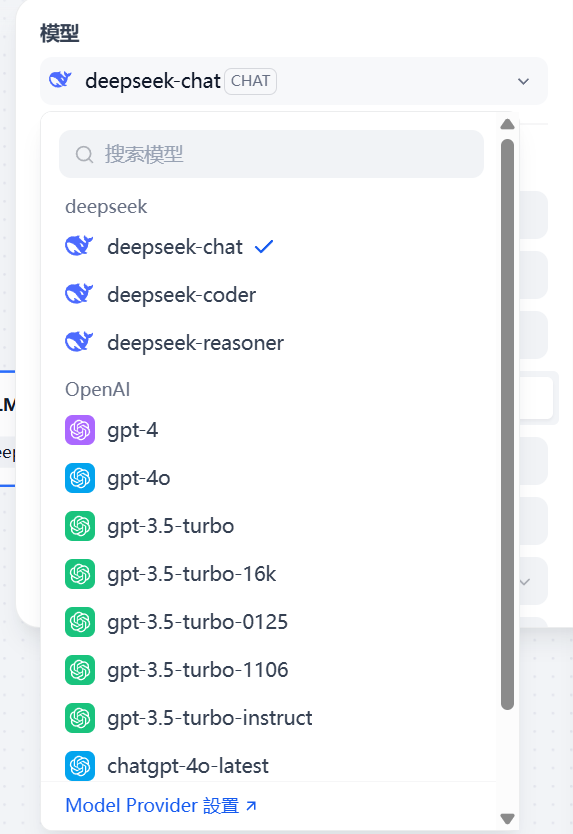 模型
deepseek-chat CHAT
搜索模型
deepseek
deepseek-chat
deepseek-coder
deepseek-reasoner
OpenAI
gpt-4
gpt-4o
gpt-3.5-turbo
gpt-3.5-turbo-16k
gpt-3.5-turbo-0125
gpt-3.5-turbo-1106
gpt-3.5-turbo-instruct
chatgpt-4o-latest
Model Provider 設置